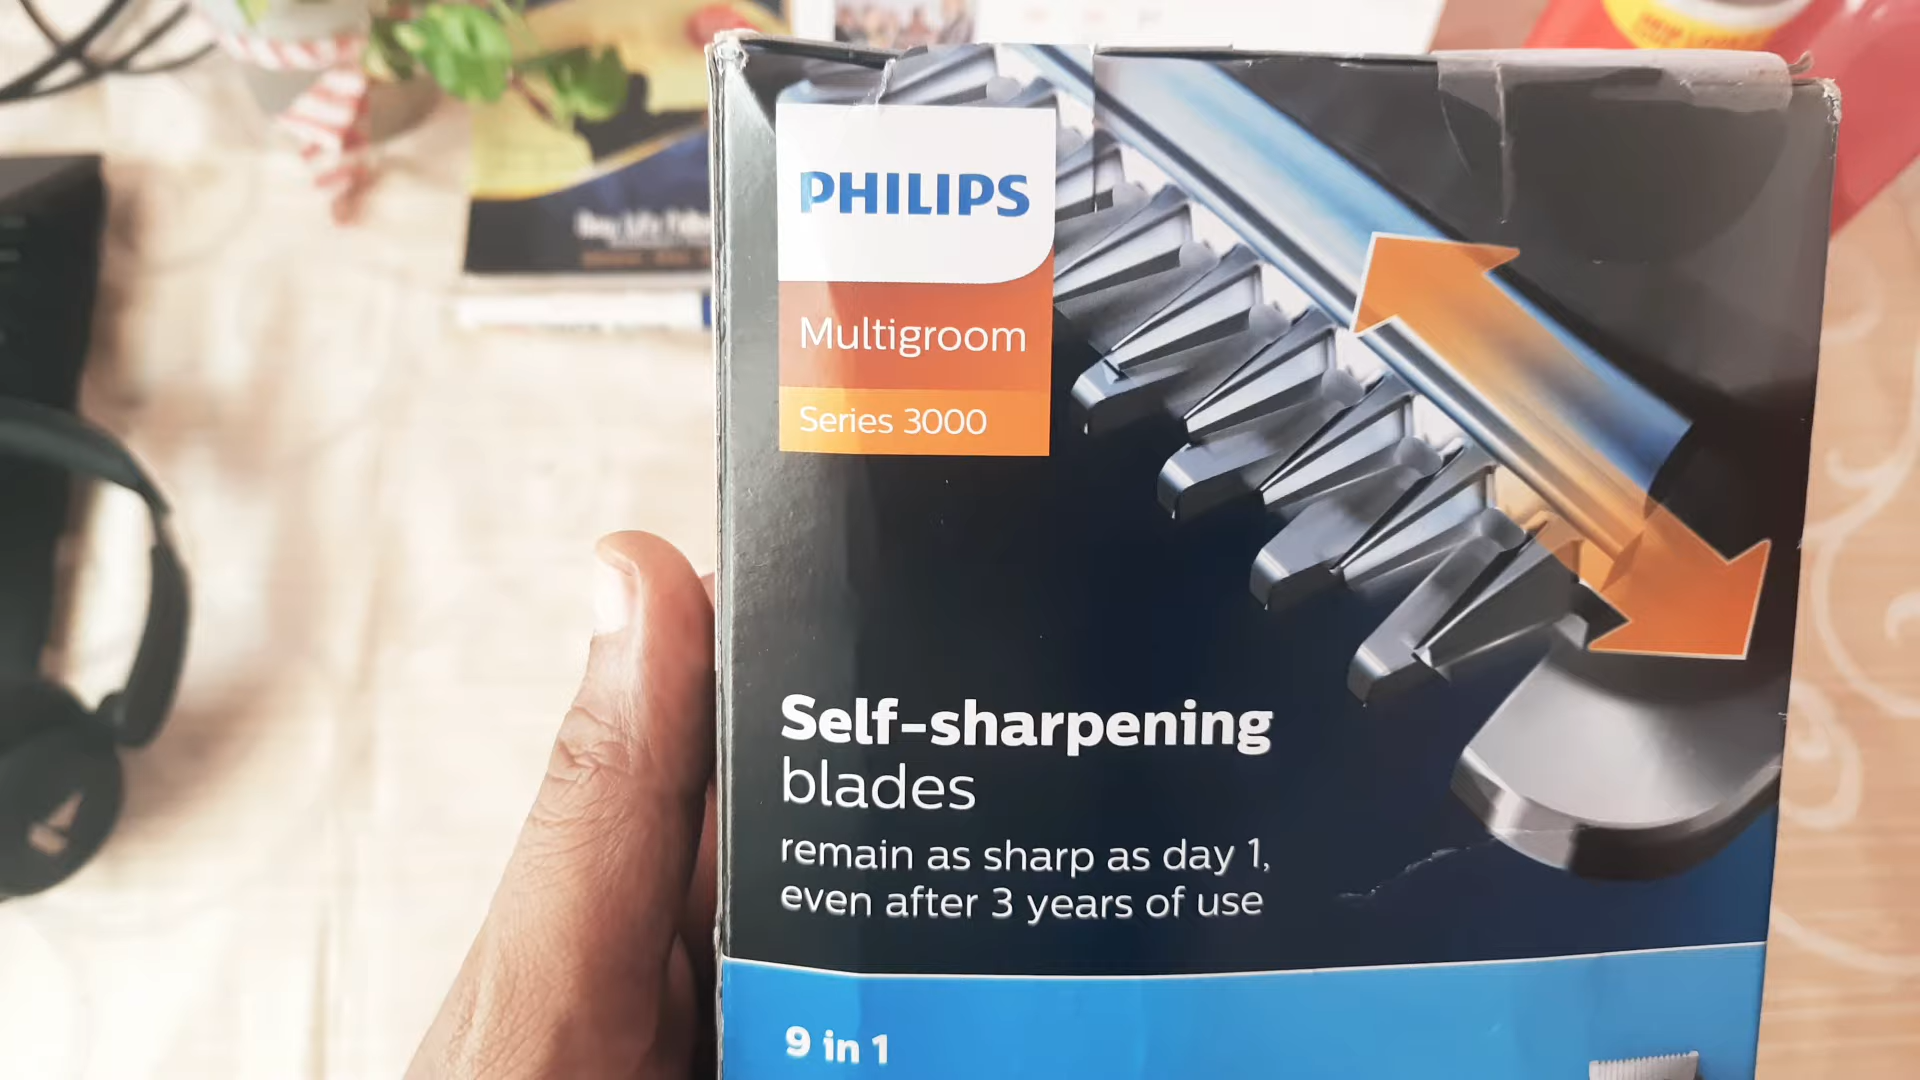 PHILIPS
Multigroom
Series 3000
Self-sharpening
blades
remain as sharp as day 1,
even after 3 years of use
9 in 1